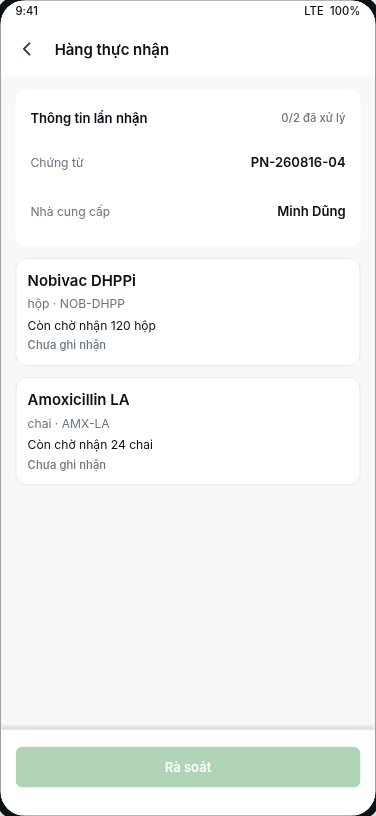 9:41
LTE 100%
Hàng thực nhận
Thông tin lần nhận
0/2 đã xử lý
Chứng từ
PN-260816-04
Nhà cung cấp
Minh Dũng
Nobivac DHPPi
hộp · NOB-DHPP
Còn chờ nhận 120 hộp
Chưa ghi nhận
Amoxicillin LA
chai · AMX-LA
Còn chờ nhận 24 chai
Chưa ghi nhận
Rà soát